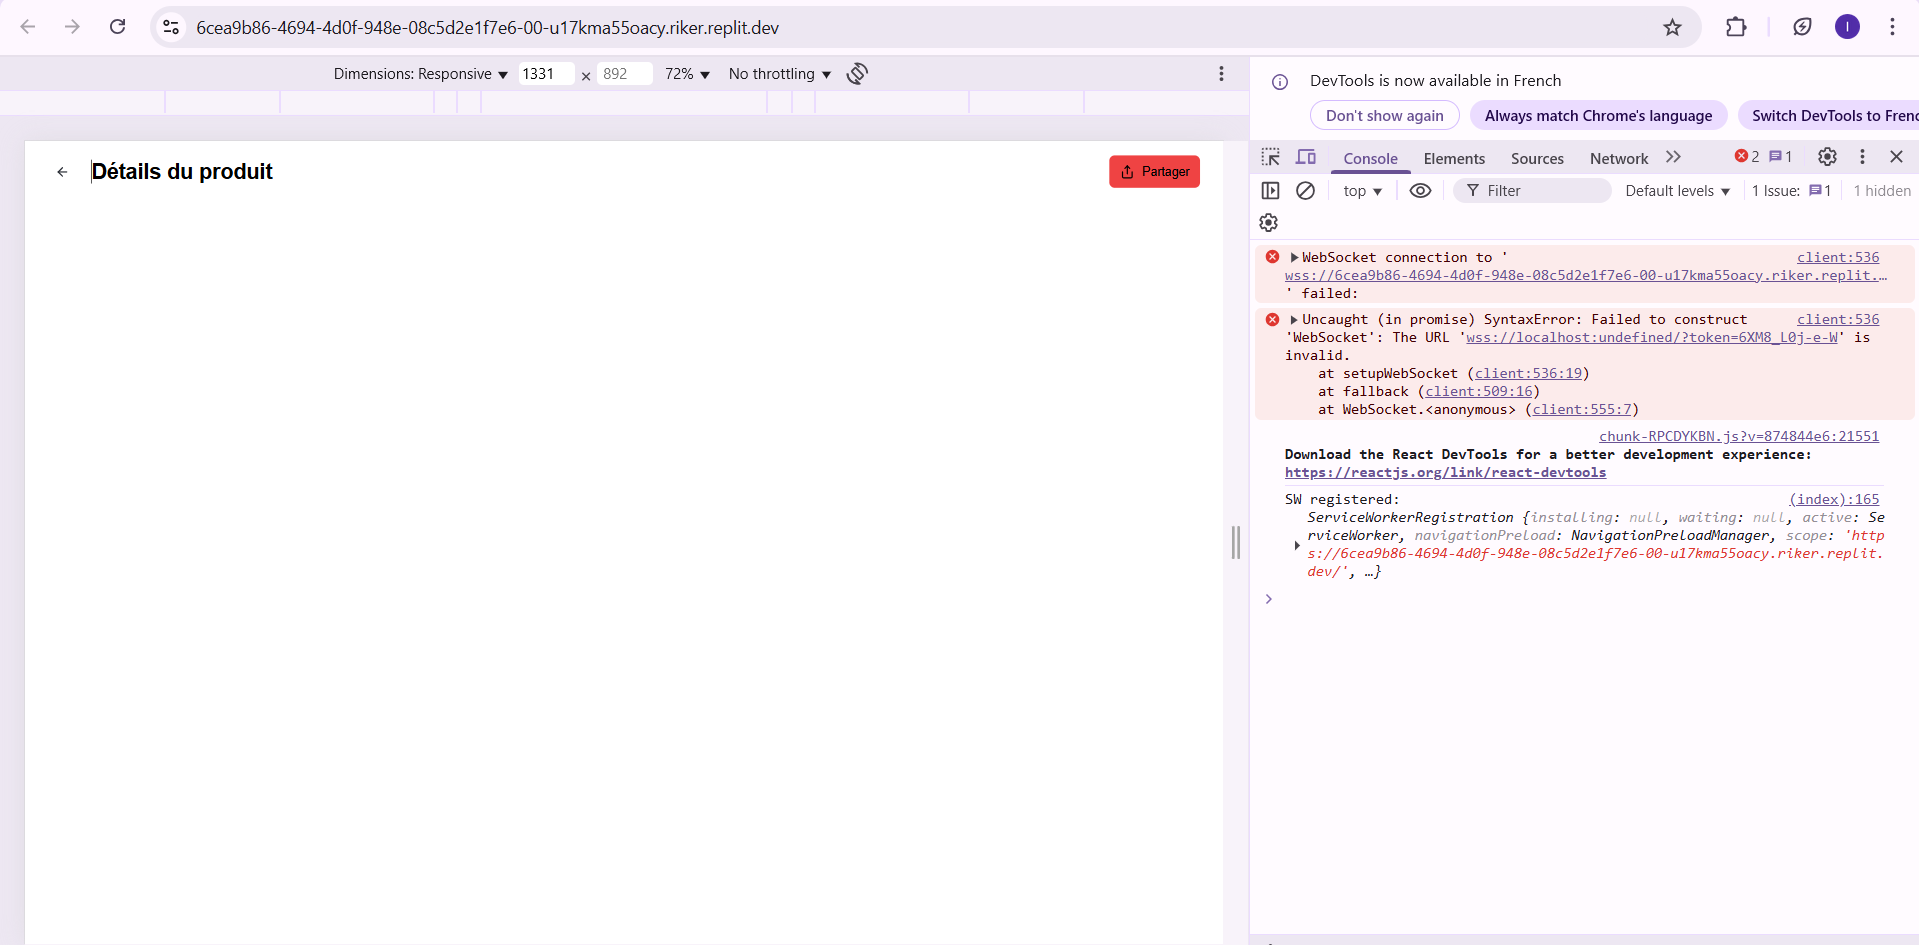 6cea9b86-4694-4d0f-948e-08c5d2e1f7e6-00-u17kma55oacy.riker.replit.dev
I
Dimensions: Responsive 1331 × 892 72% No throttling
DevTools is now available in French
Don't show again Always match Chrome's language Switch DevTools to Frenc
Détails du produit
Partager
Console Elements Sources Network 2 1
top Filter Default levels 1 Issue: 1 1 hidden
WebSocket connection to ' client:536
wss://6cea9b86-4694-4d0f-948e-08c5d2e1f7e6-00-u17kma55oacy.riker.replit.…
' failed:
Uncaught (in promise) SyntaxError: Failed to construct client:536
'WebSocket': The URL 'wss://localhost:undefined/?token=6XM8_L0j-e-W' is
invalid.
at setupWebSocket (client:536:19)
at fallback (client:509:16)
at WebSocket.<anonymous> (client:555:7)
chunk-RPCDYKBN.js?v=874844e6:21551
Download the React DevTools for a better development experience:
https://reactjs.org/link/react-devtools
SW registered: (index):165
ServiceWorkerRegistration {installing: null, waiting: null, active: Se
rviceWorker, navigationPreload: NavigationPreloadManager, scope: 'http
s://6cea9b86-4694-4d0f-948e-08c5d2e1f7e6-00-u17kma55oacy.riker.replit.
dev/', …}